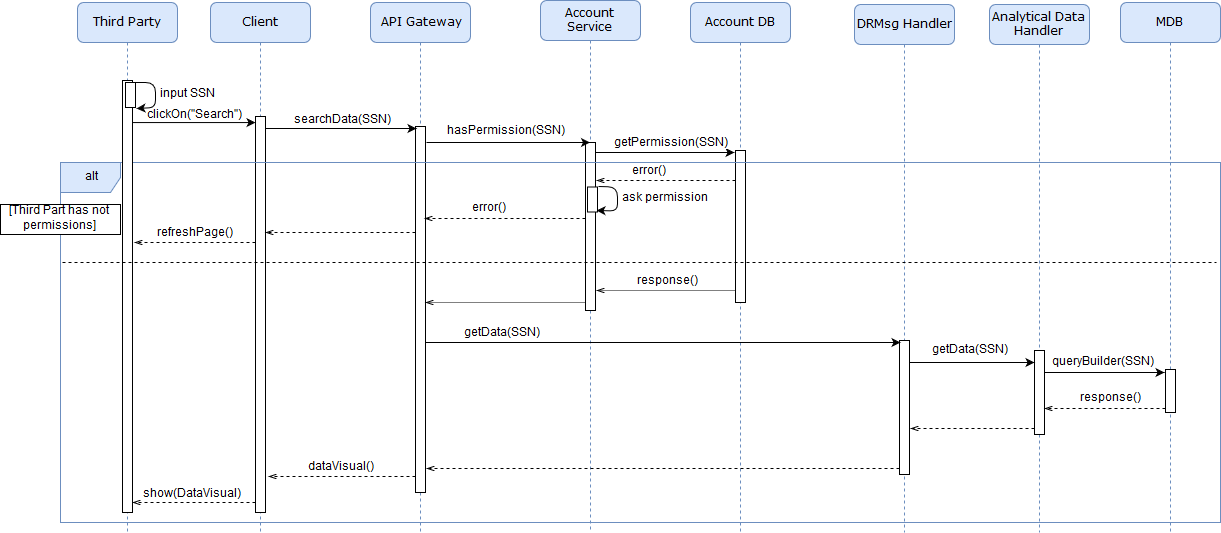 Third Party
Client
API Gateway
Account
Service
Account DB
DRMsg Handler
Analytical Data
Handler
MDB
input SSN
clickOn("Search")
searchData(SSN)
hasPermission(SSN)
getPermission(SSN)
alt
error()
ask permission
[Third Part has not
permissions]
error()
refreshPage()
response()
getData(SSN)
getData(SSN)
queryBuilder(SSN)
response()
dataVisual()
show(DataVisual)